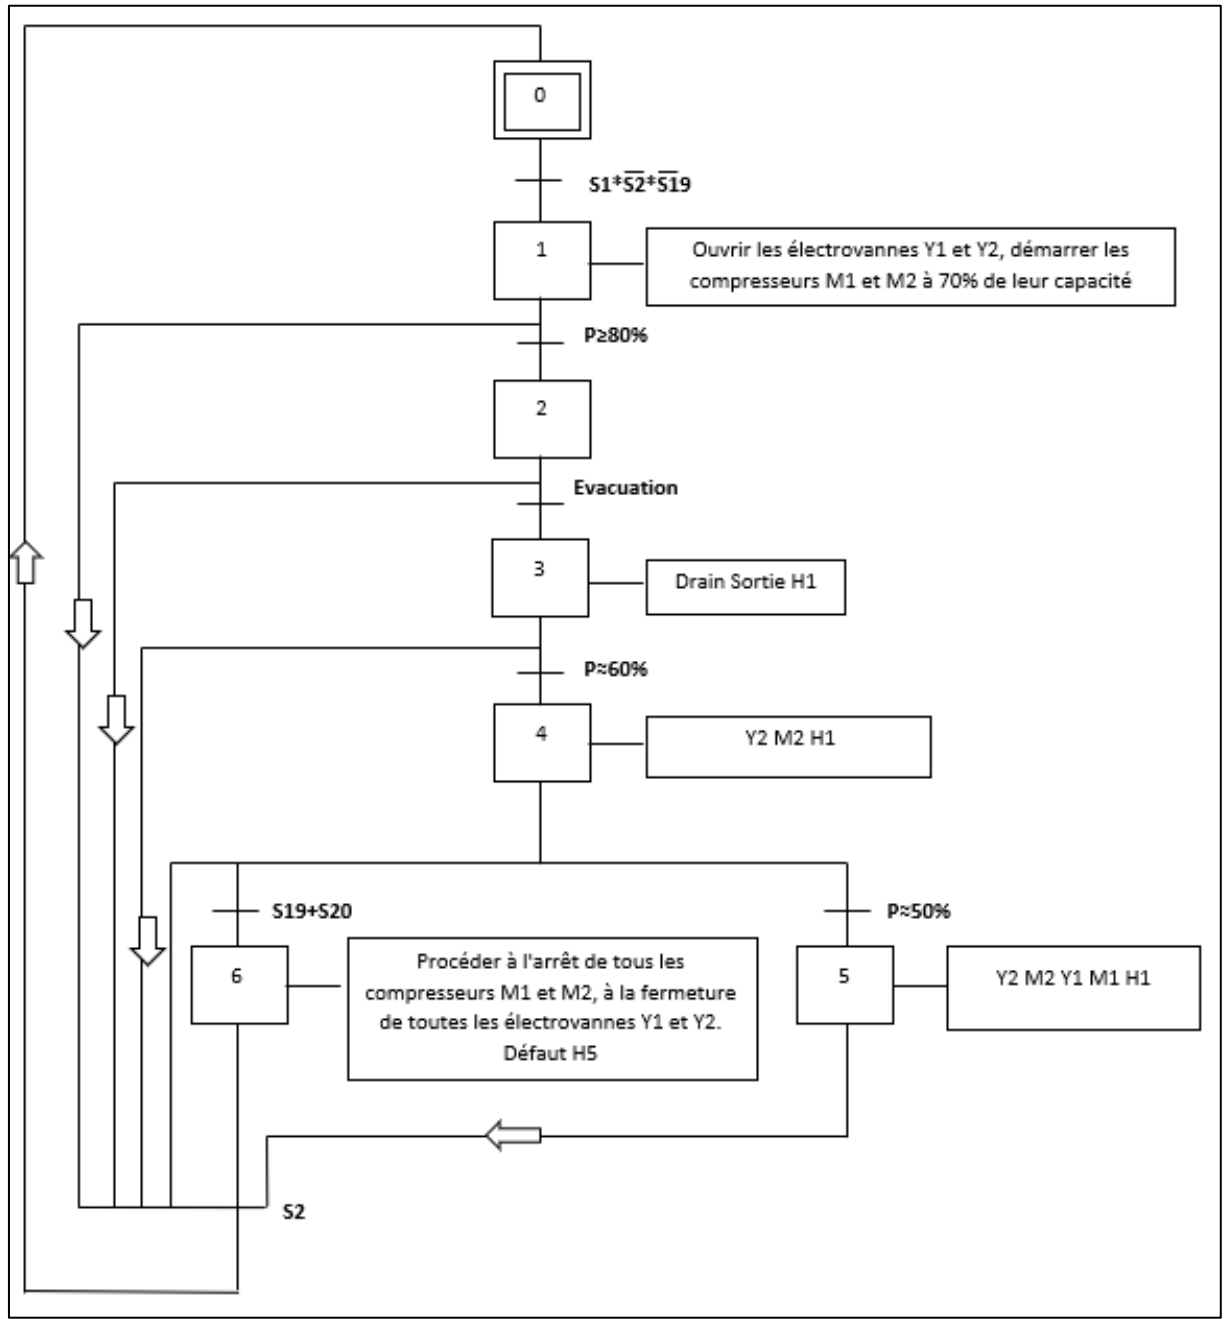 0
S1*S̅2̅*S̅1̅9
1
Ouvrir les électrovannes Y1 et Y2, démarrer les
compresseurs M1 et M2 à 70% de leur capacité
P≥80%
2
Evacuation
3
Drain Sortie H1
P≈60%
4
Y2 M2 H1
S19+S20
P≈50%
6
Procéder à l'arrêt de tous les
compresseurs M1 et M2, à la fermeture
de toutes les électrovannes Y1 et Y2.
Défaut H5
5
Y2 M2 Y1 M1 H1
S2